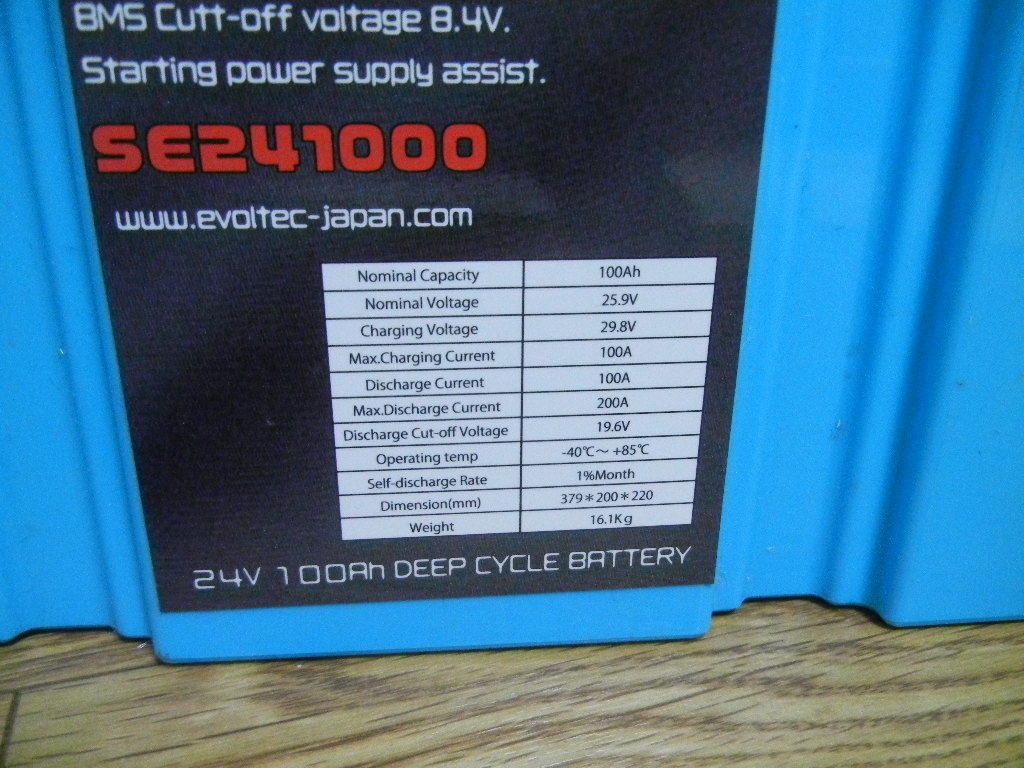 BMS Cutt-off voltage 8.4V.
Starting power supply assist.
SE241000
www.evoltec-japan.com
Nominal Capacity 100Ah
Nominal Voltage 25.9V
Charging Voltage 29.8V
Max.Charging Current 100A
Discharge Current 100A
Max.Discharge Current 200A
Discharge Cut-off Voltage 19.6V
Operating temp -40℃～ +85℃
Self-discharge Rate 1%Month
Dimension(mm) 379＊200＊220
Weight 16.1Kg
24V 100Ah DEEP CYCLE BATTERY